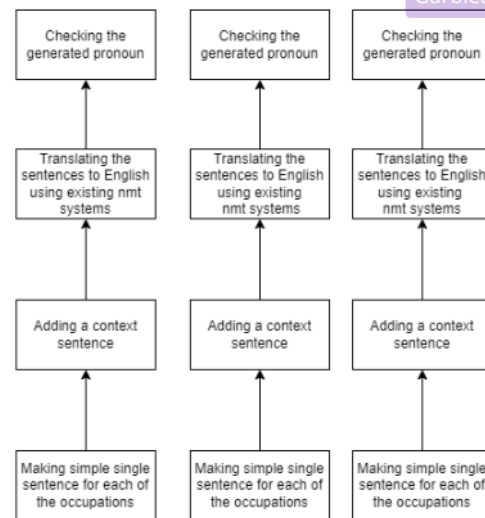 Checking the
generated pronoun
Checking the
generated pronoun
Checking the
generated pronoun
Translating the
sentences to English
using existing nmt
systems
Translating the
sentences to English
using existing
nmt systems
Translating the
sentences to English
using existing
nmt systems
Adding a context
sentence
Adding a context
sentence
Adding a context
sentence
Making simple single
sentence for each of
the occupations
Making simple single
sentence for each of
the occupations
Making simple single
sentence for each of
the occupations